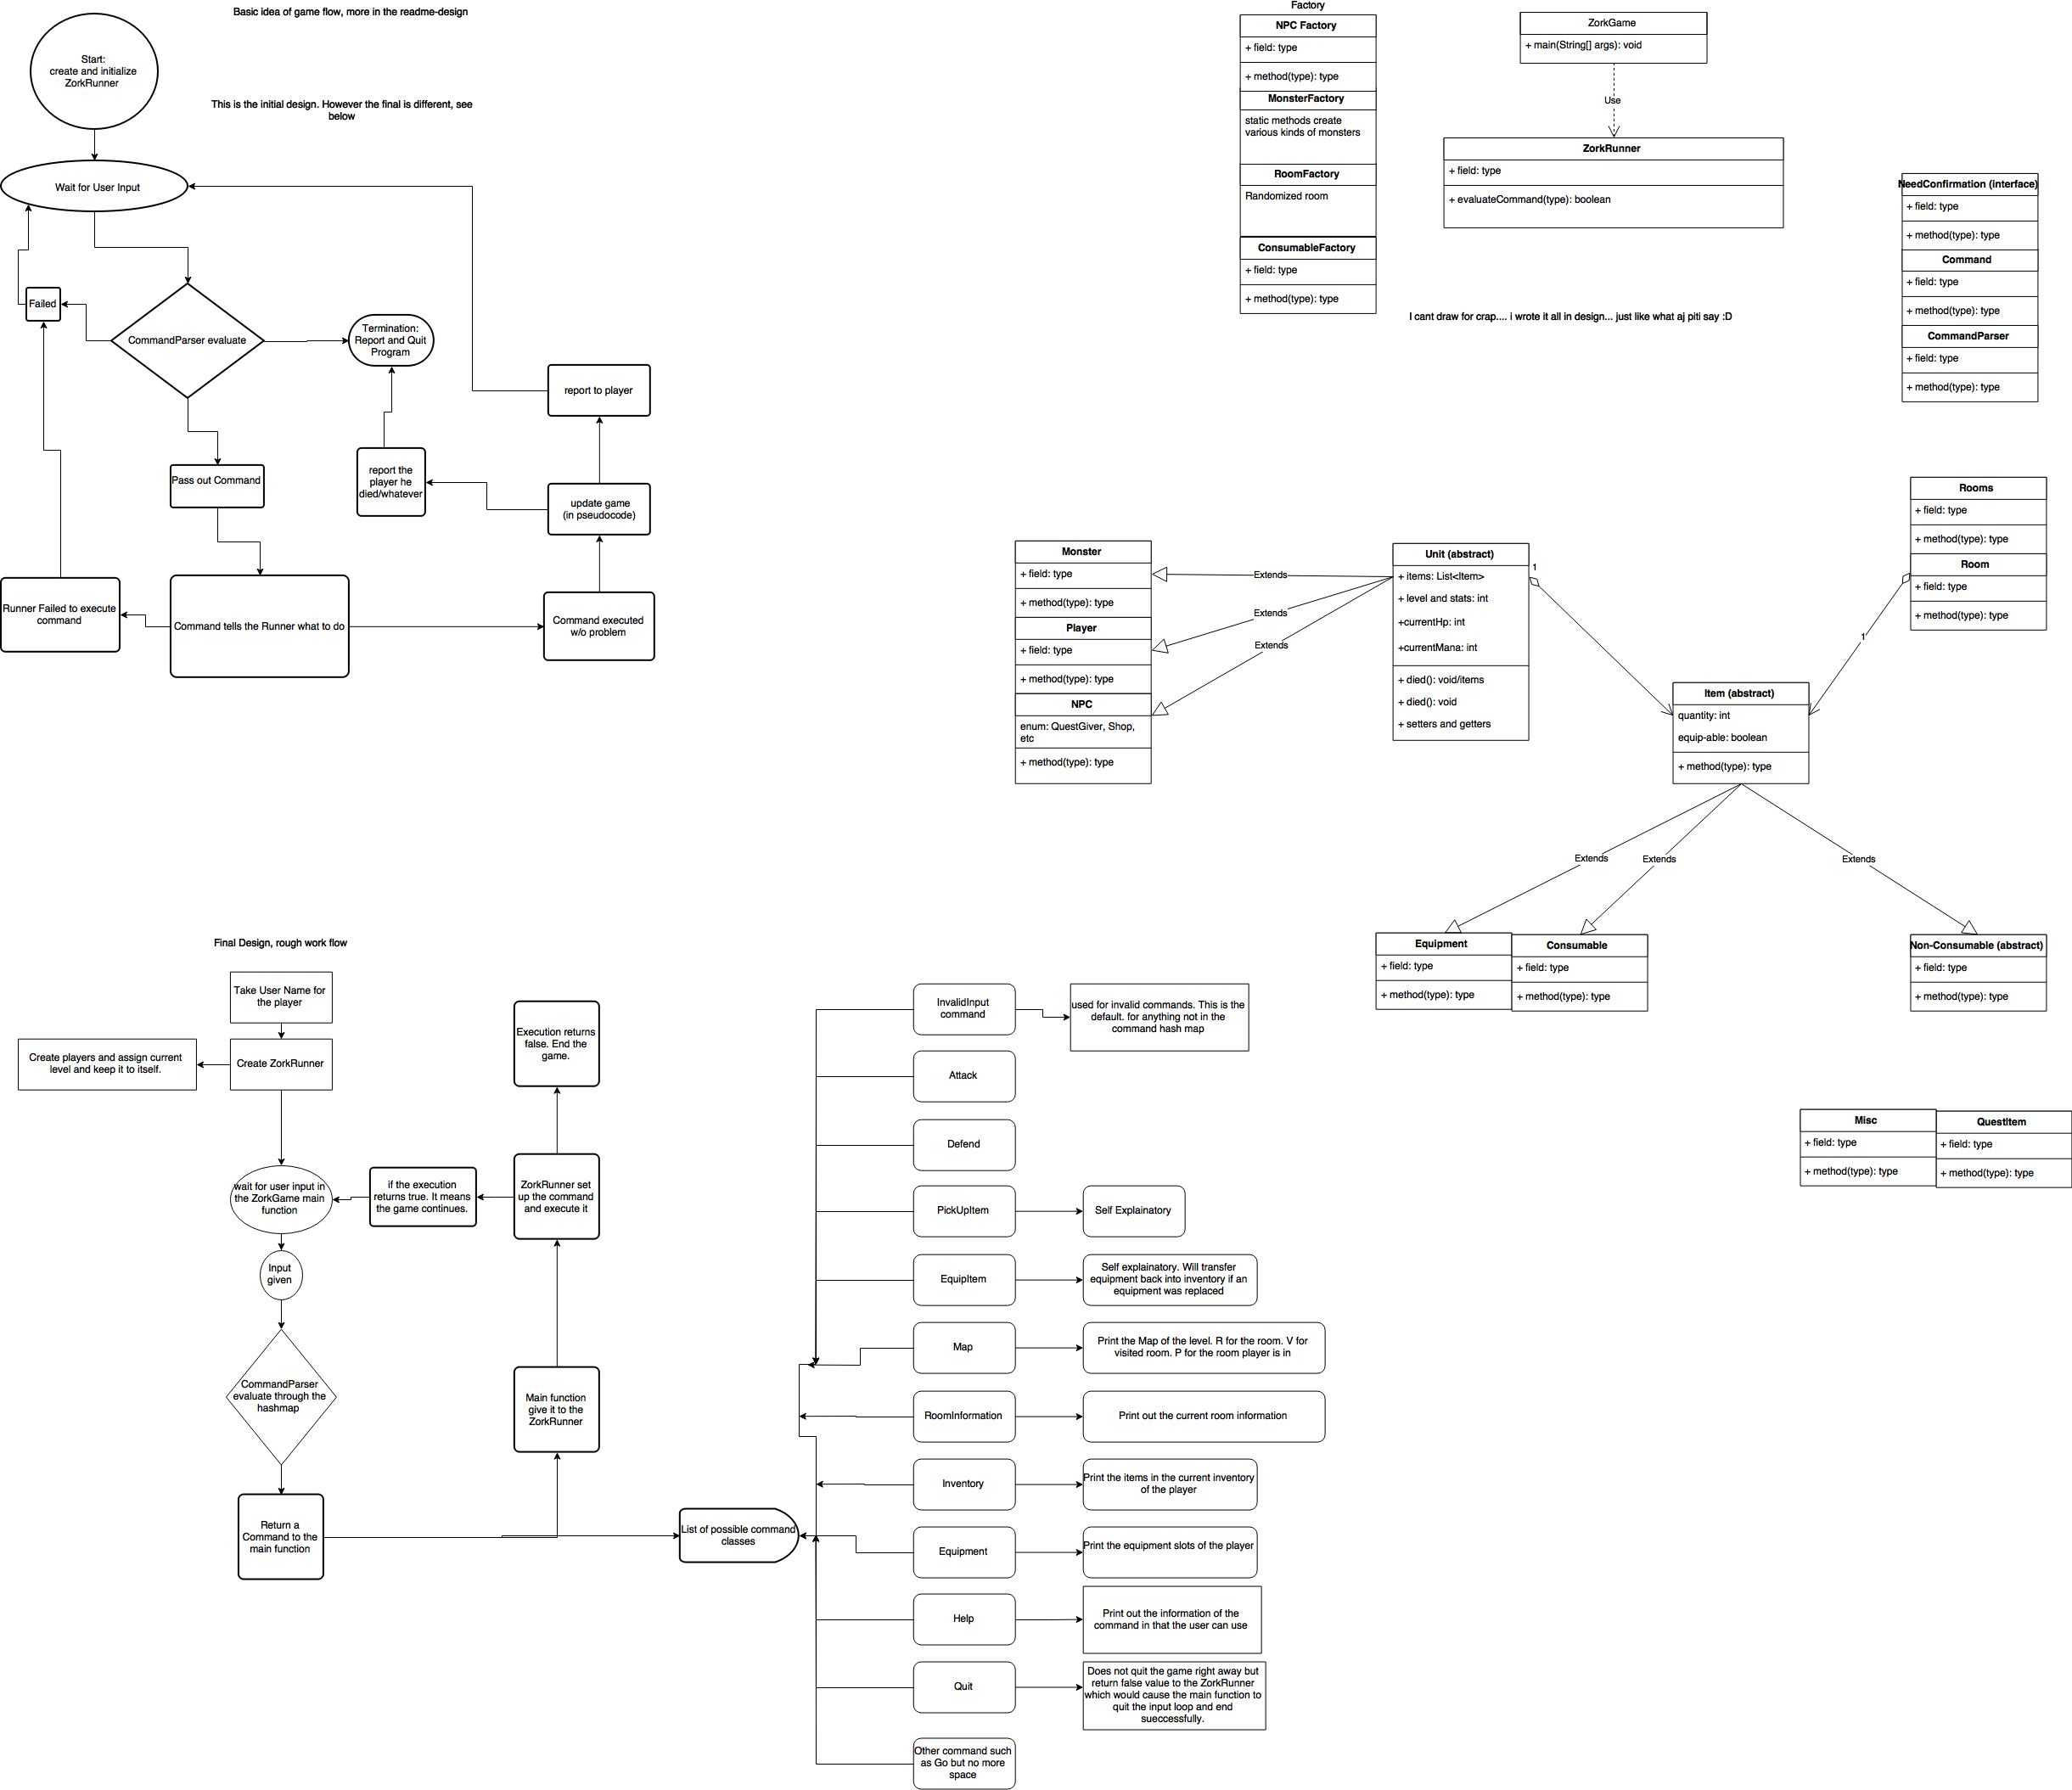 Basic idea of game flow, more in the readme-design
Start:
create and initialize
ZorkRunner
This is the initial design. However the final is different, see
below
Wait for User Input
Failed
CommandParser evaluate
Termination:
Report and Quit
Program
report to player
Pass out Command
report the
player he
died/whatever
update game
(in pseudocode)
Runner Failed to execute
command
Command tells the Runner what to do
Command executed
w/o problem
Factory
NPC Factory
+ field: type
+ method(type): type
MonsterFactory
static methods create
various kinds of monsters
RoomFactory
Randomized room
ConsumableFactory
+ field: type
+ method(type): type
ZorkGame
+ main(String[] args): void
Use
ZorkRunner
+ field: type
+ evaluateCommand(type): boolean
I cant draw for crap.... i wrote it all in design... just like what aj piti say :D
NeedConfirmation (interface)
+ field: type
+ method(type): type
Command
+ field: type
+ method(type): type
CommandParser
+ field: type
+ method(type): type
Monster
+ field: type
+ method(type): type
Player
+ field: type
+ method(type): type
NPC
enum: QuestGiver, Shop,
etc
+ method(type): type
Extends
Extends
Extends
Unit (abstract)
+ items: List<Item>
+ level and stats: int
+currentHp: int
+currentMana: int
+ died(): void/items
+ died(): void
+ setters and getters
1
Rooms
+ field: type
+ method(type): type
Room
+ field: type
+ method(type): type
1
Item (abstract)
quantity: int
equip-able: boolean
+ method(type): type
Extends
Extends
Extends
Equipment
+ field: type
+ method(type): type
Consumable
+ field: type
+ method(type): type
Non-Consumable (abstract)
+ field: type
+ method(type): type
Misc
+ field: type
+ method(type): type
QuestItem
+ field: type
+ method(type): type
Final Design, rough work flow
Take User Name for
the player
Create players and assign current
level and keep it to itself.
Create ZorkRunner
Execution returns
false. End the
game.
wait for user input in
the ZorkGame main
function
if the execution
returns true. It means
the game continues.
ZorkRunner set
up the command
and execute it
Input
given
CommandParser
evaluate through the
hashmap
Main function
give it to the
ZorkRunner
Return a
Command to the
main function
List of possible command
classes
InvalidInput
command
used for invalid commands. This is the
default. for anything not in the
command hash map
Attack
Defend
PickUpItem
Self Explainatory
EquipItem
Self explainatory. Will transfer
equipment back into inventory if an
equipment was replaced
Map
Print the Map of the level. R for the room. V for
visited room. P for the room player is in
RoomInformation
Print out the current room information
Inventory
Print the items in the current inventory
of the player
Equipment
Print the equipment slots of the player
Help
Print out the information of the
command in that the user can use
Quit
Does not quit the game right away but
return false value to the ZorkRunner
which would cause the main function to
quit the input loop and end
sueccessfully.
Other command such
as Go but no more
space